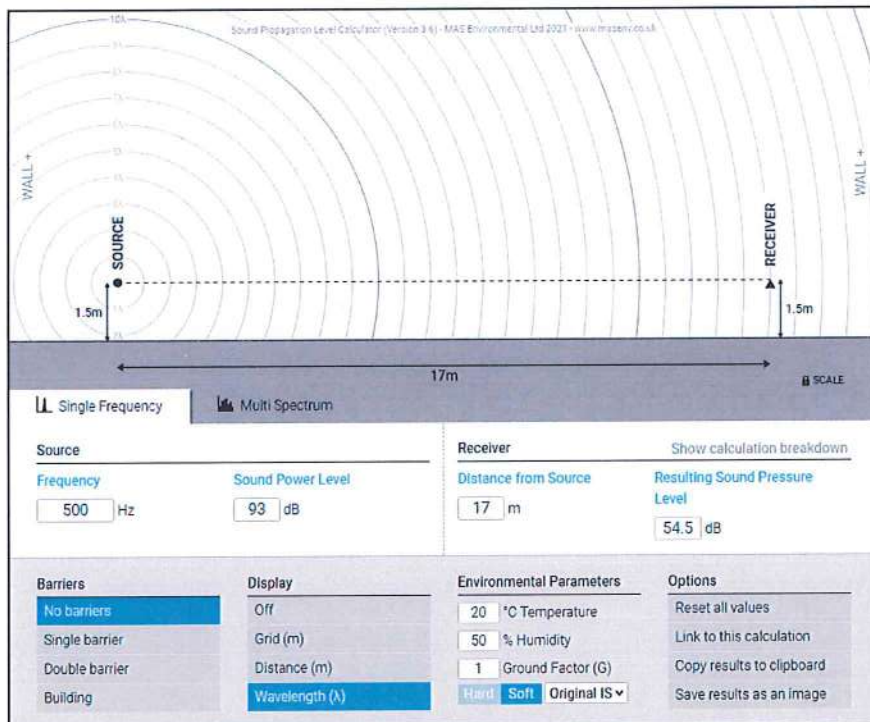 10λ
Sound Propagation Level Calculator (Version 3.6) - MAS Environmental Ltd 2021 - www.masenv.co.uk
WALL +
WALL +
SOURCE
RECEIVER
1.5m
1.5m
17m
SCALE
Single Frequency
Multi Spectrum
Source
Receiver
Show calculation breakdown
Frequency
Sound Power Level
Distance from Source
Resulting Sound Pressure
Level
500 Hz
93 dB
17 m
54.5 dB
Barriers
Display
Environmental Parameters
Options
No barriers
Off
20 °C Temperature
Reset all values
Single barrier
Grid (m)
50 % Humidity
Link to this calculation
Double barrier
Distance (m)
1 Ground Factor (G)
Copy results to clipboard
Building
Wavelength (λ)
Hard Soft Original IS
Save results as an image